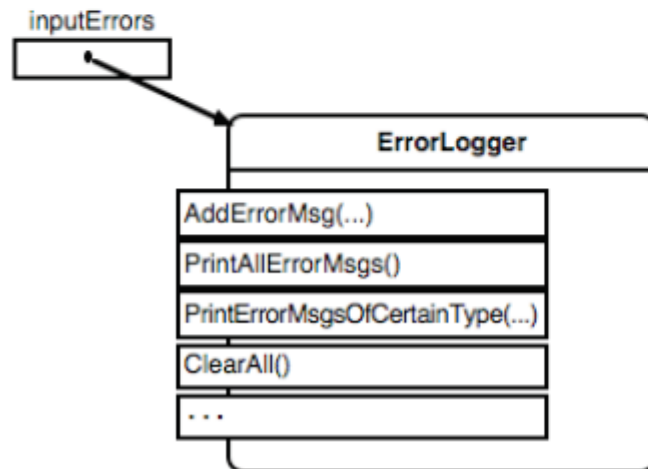 inputErrors
ErrorLogger
AddErrorMsg(...)
PrintAllErrorMsgs()
PrintErrorMsgsOfCertainType(...)
ClearAll()
...